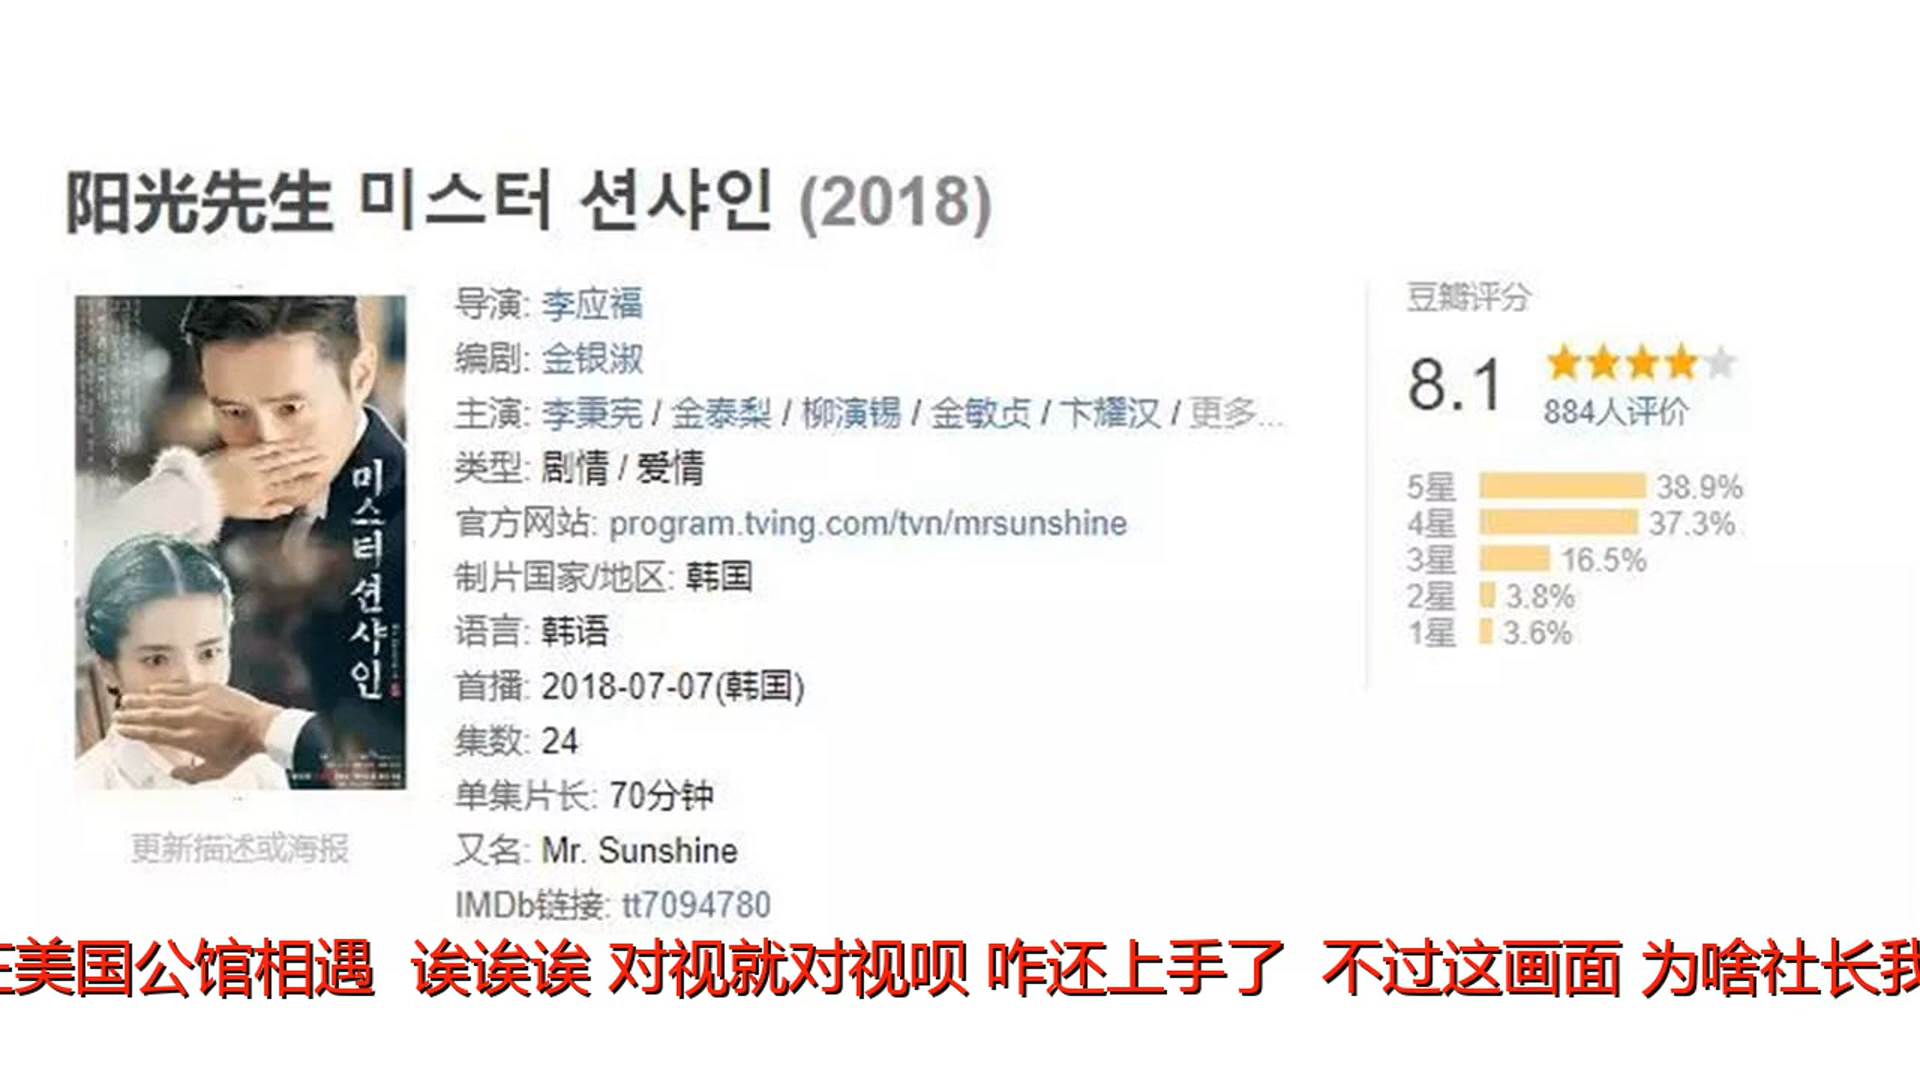 阳光先生 미스터 션샤인 (2018)
미스터 션샤인
更新描述或海报
导演: 李应福
编剧: 金银淑
主演: 李秉宪 / 金泰梨 / 柳演锡 / 金敏贞 / 卞耀汉 / 更多...
类型: 剧情 / 爱情
官方网站: program.tving.com/tvn/mrsunshine
制片国家/地区: 韩国
语言: 韩语
首播: 2018-07-07(韩国)
集数: 24
单集片长: 70分钟
又名: Mr. Sunshine
IMDb链接: tt7094780
豆瓣评分
8.1
884人评价
5星 38.9%
4星 37.3%
3星 16.5%
2星 3.8%
1星 3.6%
在美国公馆相遇 诶诶诶 对视就对视呗 咋还上手了 不过这画面 为啥社长我